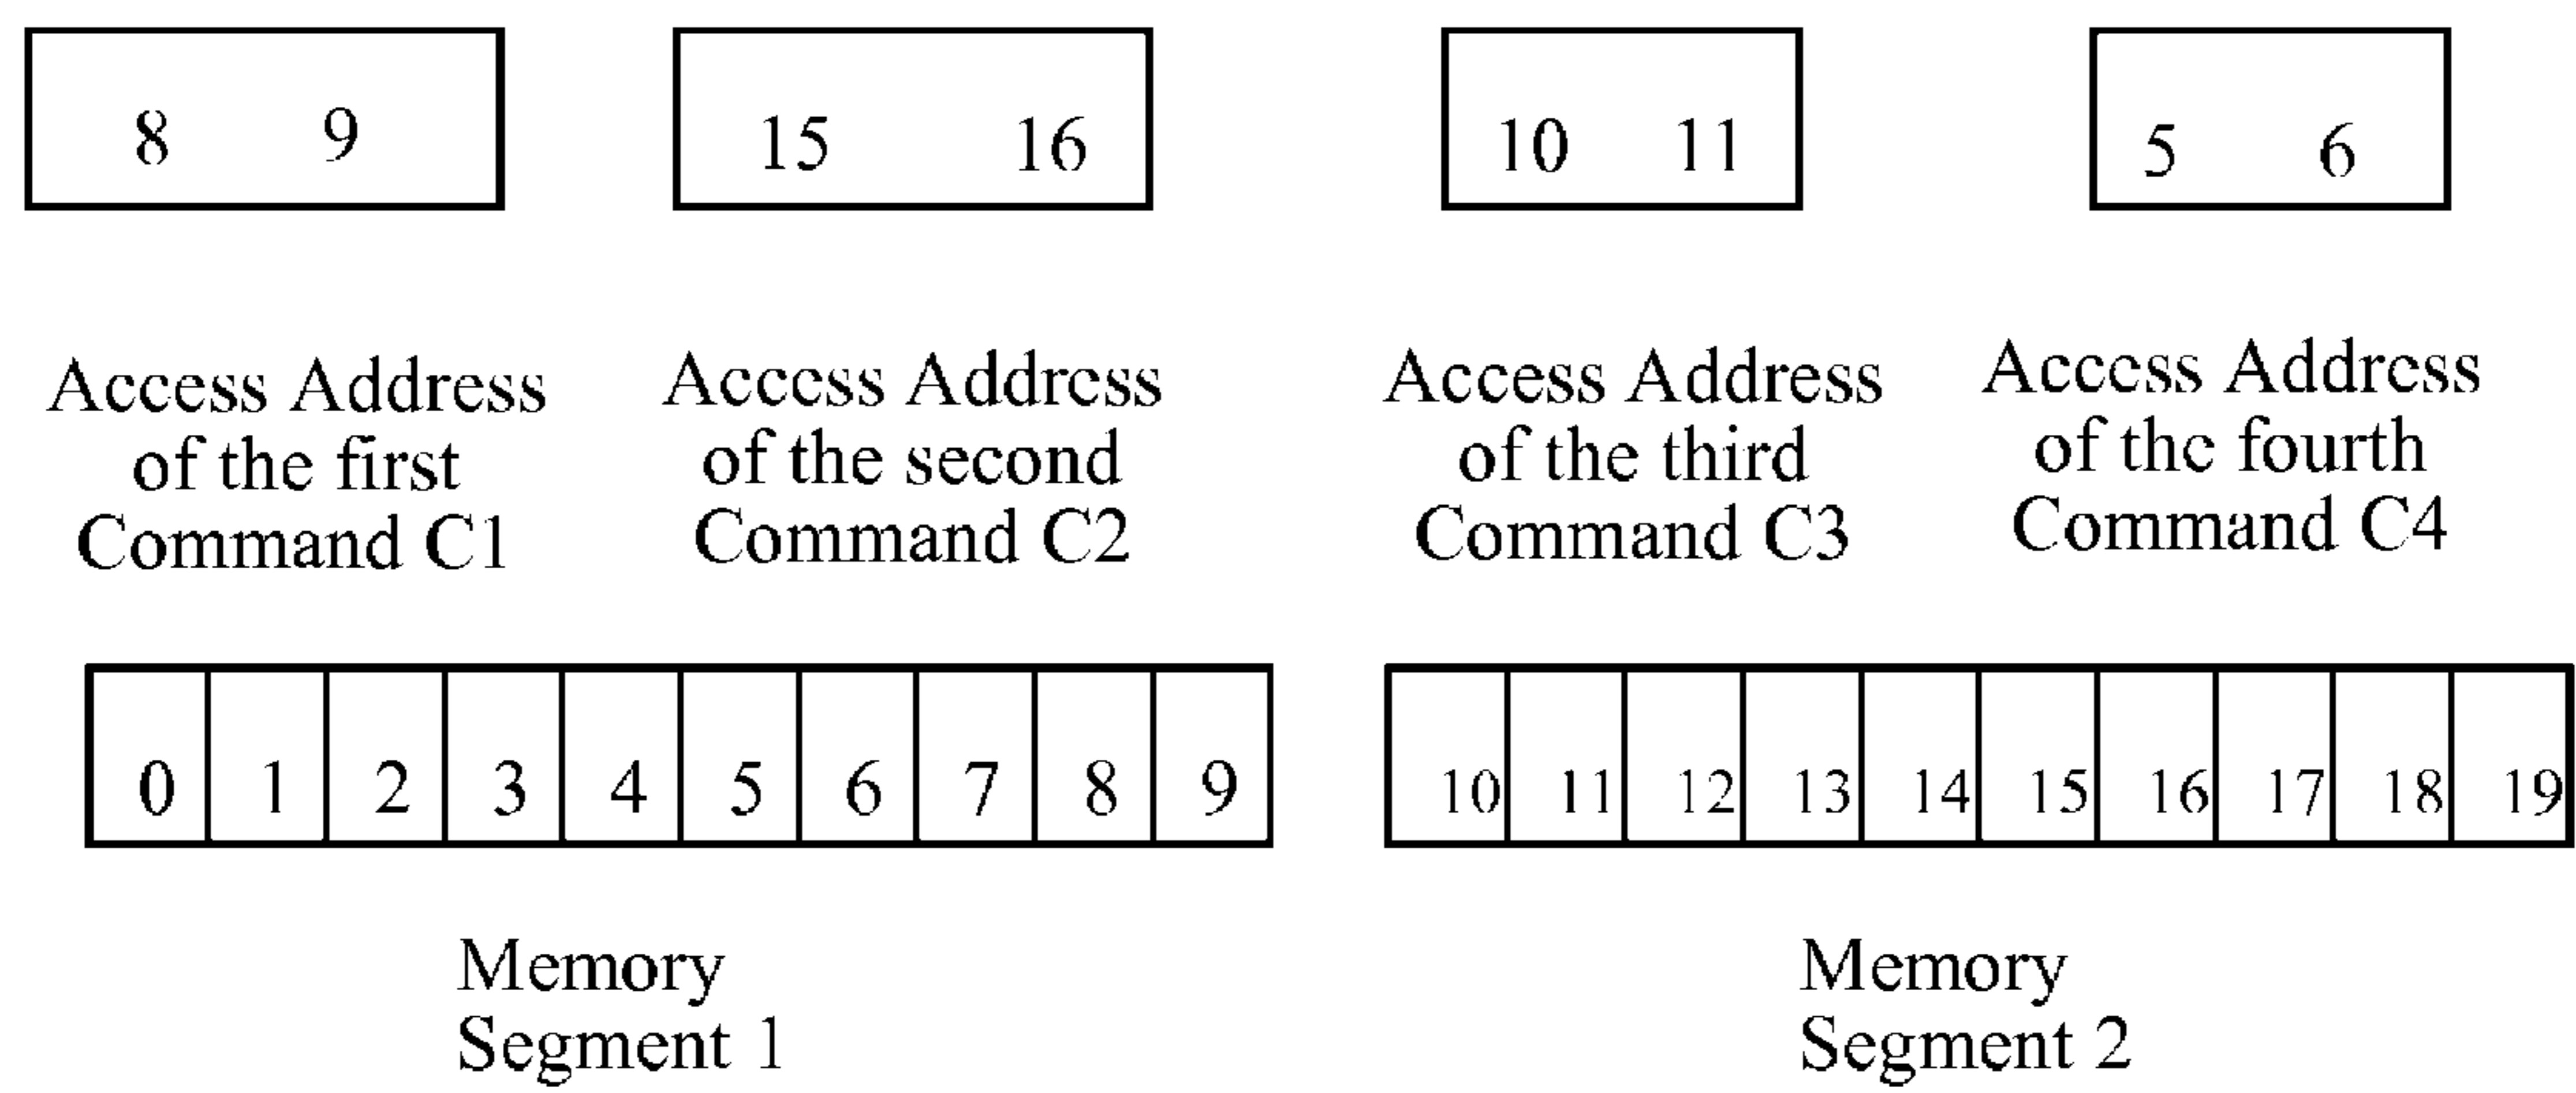 8 9
15 16
10 11
5 6
Access Address
of the first
Command C1
Access Address
of the second
Command C2
Access Address
of the third
Command C3
Access Address
of the fourth
Command C4
0 1 2 3 4 5 6 7 8 9
10 11 12 13 14 15 16 17 18 19
Memory
Segment 1
Memory
Segment 2